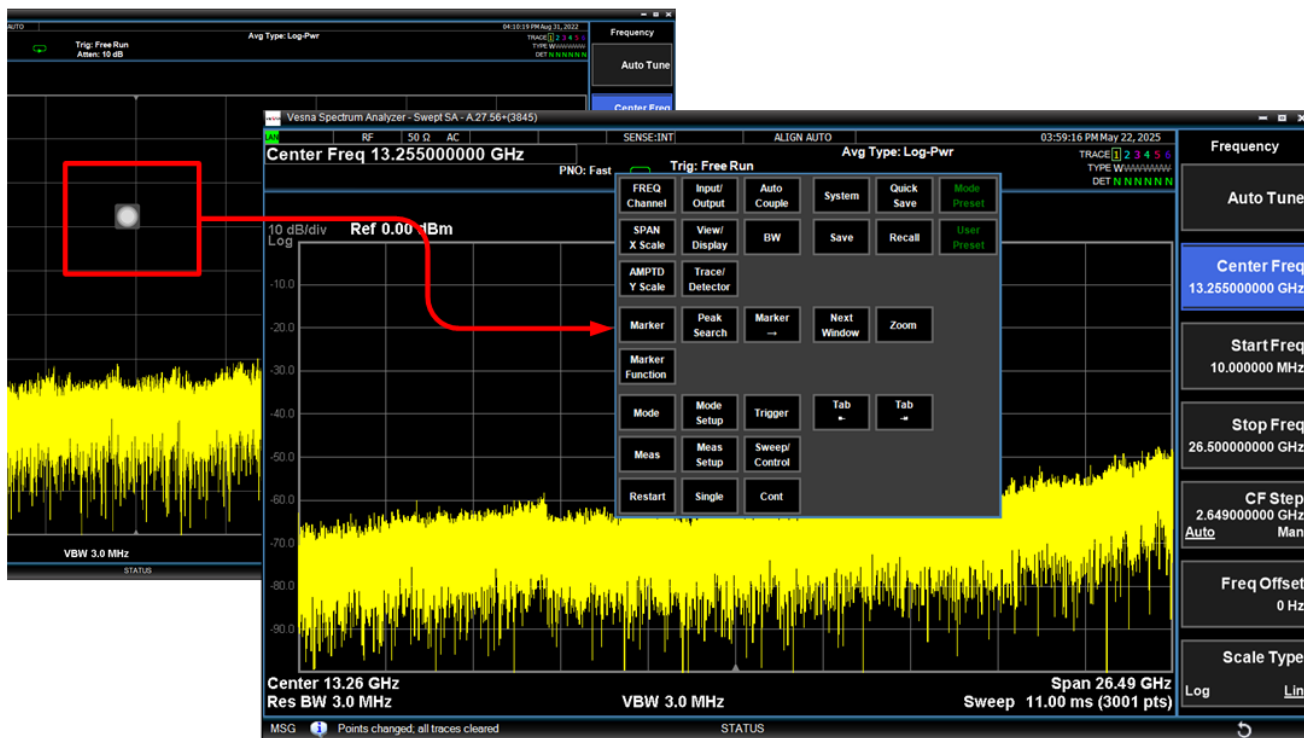 AUTO
04:10:19 PM Aug 31, 2022
Avg Type: Log-Pwr
TRACE 1 2 3 4 5 6
Trig: Free Run
TYPE W
Atten: 10 dB
DET N N N N N N
Frequency
Auto Tune
Center Freq
VBW 3.0 MHz
STATUS
Vesna Spectrum Analyzer - Swept SA - A.27.56+(3845)
LAN
RF
50 Ω
AC
SENSE:INT
ALIGN AUTO
03:59:16 PM May 22, 2025
Center Freq 13.255000000 GHz
Avg Type: Log-Pwr
TRACE 1 2 3 4 5 6
PNO: Fast
Trig: Free Run
TYPE W
DET N N N N N N
10 dB/div
Log
Ref 0.00 dBm
-10.0
-20.0
-30.0
-40.0
-50.0
-60.0
-70.0
-80.0
-90.0
FREQ
Channel
Input/
Output
Auto
Couple
System
Quick
Save
Mode
Preset
SPAN
X Scale
View/
Display
BW
Save
Recall
User
Preset
AMPTD
Y Scale
Trace/
Detector
Marker
Peak
Search
Marker
→
Next
Window
Zoom
Marker
Function
Mode
Mode
Setup
Trigger
Tab
⇤
Tab
⇥
Meas
Meas
Setup
Sweep/
Control
Restart
Single
Cont
Center 13.26 GHz
Span 26.49 GHz
Res BW 3.0 MHz
VBW 3.0 MHz
Sweep 11.00 ms (3001 pts)
MSG
Points changed; all traces cleared
STATUS
Frequency
Auto Tune
Center Freq
13.255000000 GHz
Start Freq
10.000000 MHz
Stop Freq
26.500000000 GHz
CF Step
2.649000000 GHz
Auto Man
Freq Offset
0 Hz
Scale Type
Log Lin